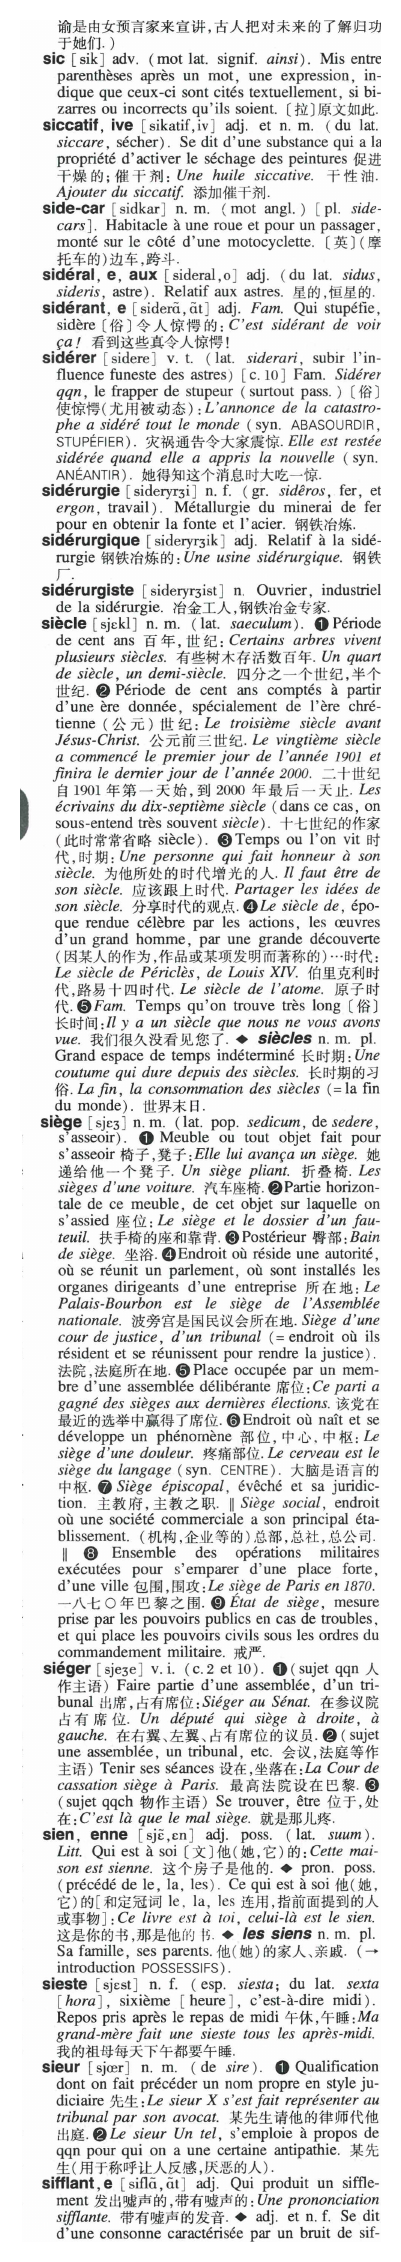 谕是由女预言家来宣讲,古人把对未来的了解归功
于她们.)
sic [sik] adv. (mot lat. signif. ainsi). Mis entre
parenthèses après un mot, une expression, in-
dique que ceux-ci sont cités textuellement, si bi-
zarres ou incorrects qu'ils soient. 〔拉〕原文如此.
siccatif, ive [sikatif,iv] adj. et n. m. (du lat.
siccare, sécher). Se dit d'une substance qui a la
propriété d'activer le séchage des peintures 促进
干燥的;催干剂: Une huile siccative. 干性油.
Ajouter du siccatif. 添加催干剂.
side-car [sidkar] n. m. (mot angl.) [pl. side-
cars]. Habitacle à une roue et pour un passager,
monté sur le côté d'une motocyclette. 〔英〕(摩
托车的)边车,跨斗.
sidéral, e, aux [sideral,o] adj. (du lat. sidus,
sideris, astre). Relatif aux astres. 星的,恒星的.
sidérant, e [siderã, ãt] adj. Fam. Qui stupéfie,
sidère〔俗〕令人惊愕的: C'est sidérant de voir
ça! 看到这些真令人惊愕!
sidérer [sidere] v. t. (lat. siderari, subir l'in-
fluence funeste des astres) [c. 10] Fam. Sidérer
qqn, le frapper de stupeur (surtout pass.)〔俗〕
使惊愕(尤用被动态): L'annonce de la catastro-
phe a sidéré tout le monde (syn. ABASOURDIR,
STUPÉFIER). 灾祸通告令大家震惊. Elle est restée
sidérée quand elle a appris la nouvelle (syn.
ANÉANTIR). 她得知这个消息时大吃一惊.
sidérurgie [sideryrʒi] n. f. (gr. sidêros, fer, et
ergon, travail). Métallurgie du minerai de fer
pour en obtenir la fonte et l'acier. 钢铁冶炼.
sidérurgique [sideryrʒik] adj. Relatif à la sidé-
rurgie 钢铁冶炼的: Une usine sidérurgique. 钢铁
厂.
sidérurgiste [sideryrʒist] n. Ouvrier, industriel
de la sidérurgie. 冶金工人,钢铁冶金专家.
siècle [sjɛkl] n. m. (lat. saeculum). ❶ Période
de cent ans 百年,世纪: Certains arbres vivent
plusieurs siècles. 有些树木存活数百年. Un quart
de siècle, un demi-siècle. 四分之一个世纪,半个
世纪. ❷ Période de cent ans comptés à partir
d'une ère donnée, spécialement de l'ère chré-
tienne (公元)世纪: Le troisième siècle avant
Jésus-Christ. 公元前三世纪. Le vingtième siècle
a commencé le premier jour de l'année 1901 et
finira le dernier jour de l'année 2000. 二十世纪
自 1901 年第一天始,到 2000 年最后一天止. Les
écrivains du dix-septième siècle (dans ce cas, on
sous-entend très souvent siècle). 十七世纪的作家
(此时常常省略 siècle). ❸ Temps ou l'on vit 时
代,时期: Une personne qui fait honneur à son
siècle. 为他所处的时代增光的人. Il faut être de
son siècle. 应该跟上时代. Partager les idées de
son siècle. 分享时代的观点. ❹ Le siècle de, épo-
que rendue célèbre par les actions, les œuvres
d'un grand homme, par une grande découverte
(因某人的作为,作品或某项发明而著称的)…时代:
Le siècle de Périclès, de Louis XIV. 伯里克利时
代,路易十四时代. Le siècle de l'atome. 原子时
代. ❺ Fam. Temps qu'on trouve très long〔俗〕
长时间: Il y a un siècle que nous ne vous avons
vue. 我们很久没看见您了. ◆ siècles n. m. pl.
Grand espace de temps indéterminé 长时期: Une
coutume qui dure depuis des siècles. 长时期的习
俗. La fin, la consommation des siècles (= la fin
du monde). 世界末日.
siège [sjɛʒ] n. m. (lat. pop. sedicum, de sedere,
s'asseoir). ❶ Meuble ou tout objet fait pour
s'asseoir 椅子,凳子: Elle lui avança un siège. 她
递给他一个凳子. Un siège pliant. 折叠椅. Les
sièges d'une voiture. 汽车座椅. ❷ Partie horizon-
tale de ce meuble, de cet objet sur laquelle on
s'assied 座位: Le siège et le dossier d'un fau-
teuil. 扶手椅的座和靠背. ❸ Postérieur 臀部: Bain
de siège. 坐浴. ❹ Endroit où réside une autorité,
où se réunit un parlement, où sont installés les
organes dirigeants d'une entreprise 所在地: Le
Palais-Bourbon est le siège de l'Assemblée
nationale. 波旁宫是国民议会所在地. Siège d'une
cour de justice, d'un tribunal (= endroit où ils
résident et se réunissent pour rendre la justice).
法院,法庭所在地. ❺ Place occupée par un mem-
bre d'une assemblée délibérante 席位: Ce parti a
gagné des sièges aux dernières élections. 该党在
最近的选举中赢得了席位. ❻ Endroit où naît et se
développe un phénomène 部位,中心,中枢: Le
siège d'une douleur. 疼痛部位. Le cerveau est le
siège du langage (syn. CENTRE). 大脑是语言的
中枢. ❼ Siège épiscopal, évêché et sa juridic-
tion. 主教府,主教之职. ‖ Siège social, endroit
où une société commerciale a son principal éta-
blissement. (机构,企业等的)总部,总社,总公司.
‖ ❽ Ensemble des opérations militaires
exécutées pour s'emparer d'une place forte,
d'une ville 包围,围攻: Le siège de Paris en 1870.
一八七〇年巴黎之围. ❾ État de siège, mesure
prise par les pouvoirs publics en cas de troubles,
et qui place les pouvoirs civils sous les ordres du
commandement militaire. 戒严.
siéger [sjeʒe] v. i. (c. 2 et 10). ❶ (sujet qqn 人
作主语) Faire partie d'une assemblée, d'un tri-
bunal 出席,占有席位: Siéger au Sénat. 在参议院
占有席位. Un député qui siège à droite, à
gauche. 在右翼、左翼、占有席位的议员. ❷ (sujet
une assemblée, un tribunal, etc. 会议,法庭等作
主语) Tenir ses séances 设在,坐落在: La Cour de
cassation siège à Paris. 最高法院设在巴黎. ❸
(sujet qqch 物作主语) Se trouver, être 位于,处
在: C'est là que le mal siège. 就是那儿疼.
sien, enne [sjɛ̃, ɛn] adj. poss. (lat. suum).
Litt. Qui est à soi〔文〕他(她,它)的: Cette mai-
son est sienne. 这个房子是他的. ◆ pron. poss.
(précédé de le, la, les). Ce qui est à soi 他(她,
它)的[和定冠词 le, la, les 连用,指前面提到的人
或事物]: Ce livre est à toi, celui-là est le sien.
这是你的书,那是他的书. ◆ les siens n. m. pl.
Sa famille, ses parents. 他(她)的家人、亲戚. (→
introduction POSSESSIFS).
sieste [sjɛst] n. f. (esp. siesta; du lat. sexta
[hora], sixième [heure], c'est-à-dire midi).
Repos pris après le repas de midi 午休,午睡: Ma
grand-mère fait une sieste tous les après-midi.
我的祖母每天下午都要午睡.
sieur [sjœr] n. m. (de sire). ❶ Qualification
dont on fait précéder un nom propre en style ju-
diciaire 先生: Le sieur X s'est fait représenter au
tribunal par son avocat. 某先生请他的律师代他
出庭. ❷ Le sieur Un tel, s'emploie à propos de
qqn pour qui on a une certaine antipathie. 某先
生(用于称呼让人反感,厌恶的人).
sifflant, e [siflã, ãt] adj. Qui produit un siffle-
ment 发出嘘声的,带有嘘声的: Une prononciation
sifflante. 带有嘘声的发音. ◆ adj. et n. f. Se dit
d'une consonne caractérisée par un bruit de sif-